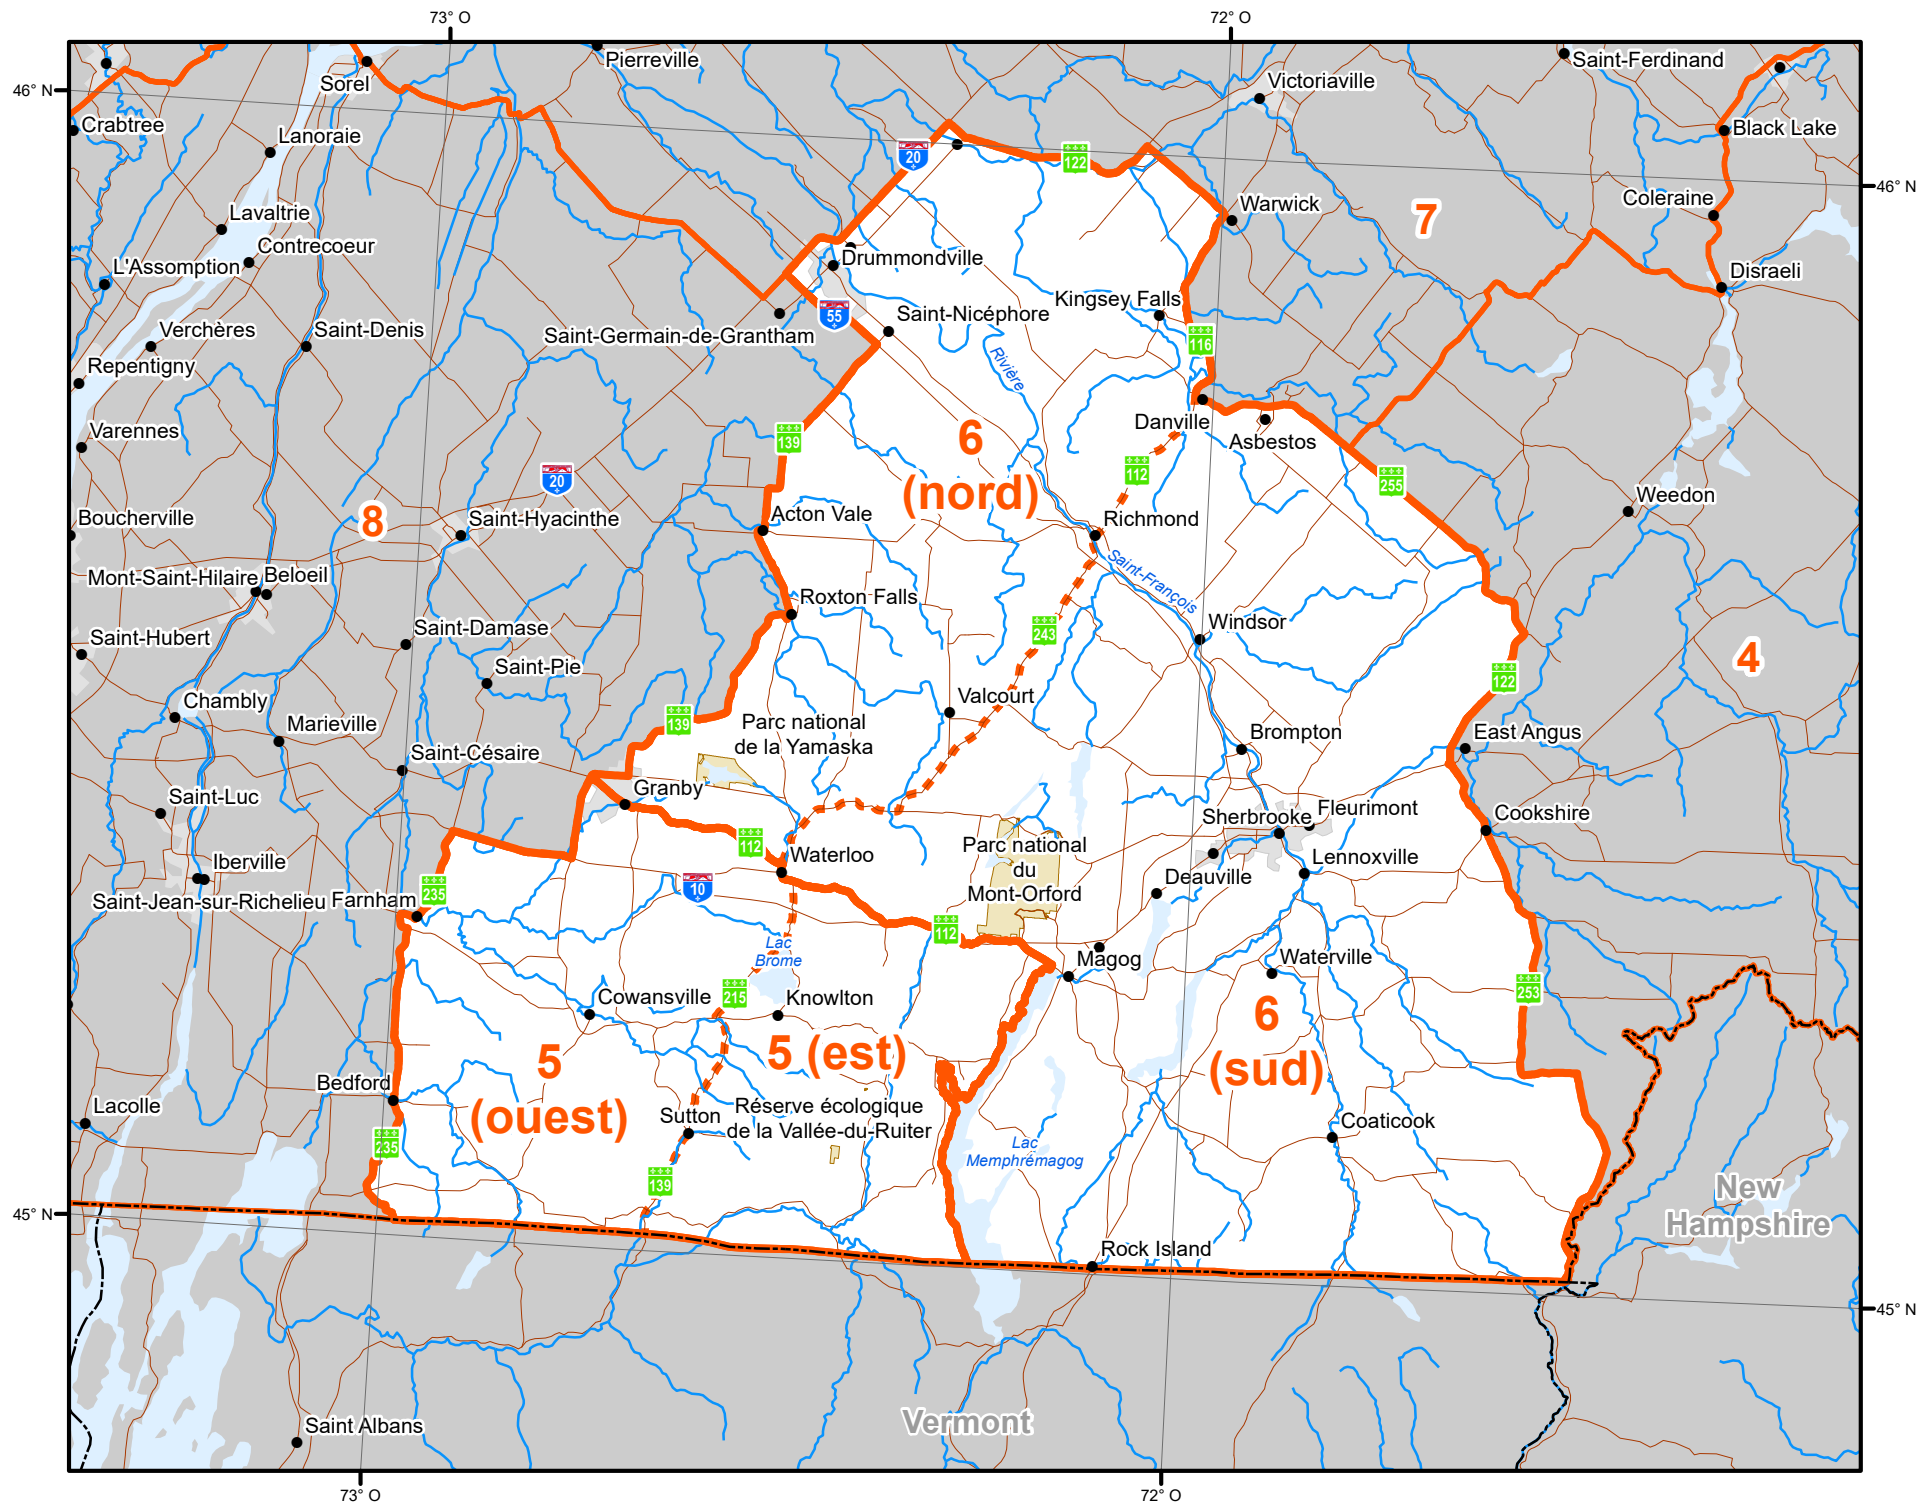 73° O
72° O
Pierreville
Saint-Ferdinand
Sorel
Victoriaville
46° N
Crabtree
Black Lake
Lanoraie
20
122
46° N
Coleraine
Lavaltrie
Warwick
7
Contrecoeur
Drummondville
L'Assomption
Disraeli
Kingsey Falls
55
Saint-Nicéphore
Verchères
Saint-Denis
Saint-Germain-de-Grantham
116
Repentigny
Rivière
Varennes
139
6
(nord)
Danville
Asbestos
112
255
20
Weedon
Boucherville
8
Saint-Hyacinthe
Acton Vale
Richmond
Saint-François
Mont-Saint-Hilaire
Beloeil
Roxton Falls
Saint-Hubert
Saint-Damase
243
Windsor
Saint-Pie
4
122
Chambly
Marieville
139
Parc national
de la Yamaska
Valcourt
Brompton
East Angus
Saint-Césaire
Granby
Saint-Luc
Sherbrooke
Fleurimont
Cookshire
112
Waterloo
Parc national
du
Mont-Orford
Lennoxville
Deauville
Iberville
10
235
Saint-Jean-sur-Richelieu
Farnham
112
Lac
Brome
Magog
Waterville
215
253
Cowansville
Knowlton
6
(sud)
5
(ouest)
5 (est)
Bedford
Lacolle
Sutton
Réserve écologique
de la Vallée-du-Ruiter
Coaticook
235
Lac
Memphrémagog
139
New
Hampshire
45° N
Rock Island
45° N
Saint Albans
Vermont
73° O
72° O